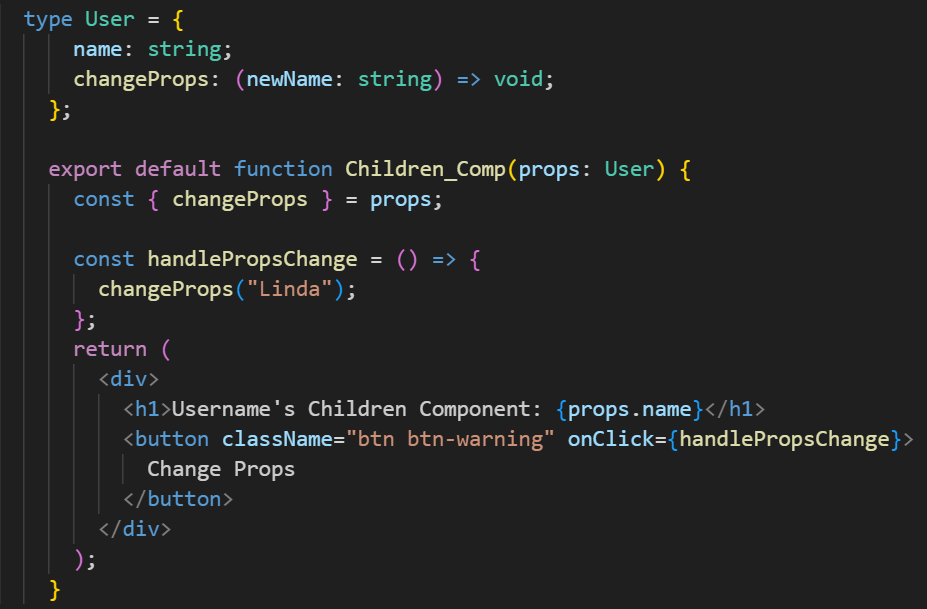 type User = {
    name: string;
    changeProps: (newName: string) => void;
  };

  export default function Children_Comp(props: User) {
    const { changeProps } = props;

    const handlePropsChange = () => {
      changeProps("Linda");
    };
    return (
      <div>
        <h1>Username's Children Component: {props.name}</h1>
        <button className="btn btn-warning" onClick={handlePropsChange}>
          Change Props
        </button>
      </div>
    );
  }